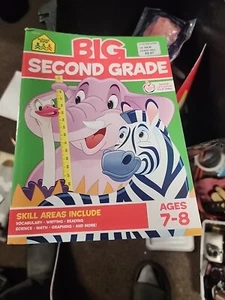 BIG
SECOND GRADE
SKILL AREAS INCLUDE
VOCABULARY • WRITING • READING
SCIENCE • MATH • GRAPHING • AND MORE!
AGES
7-8